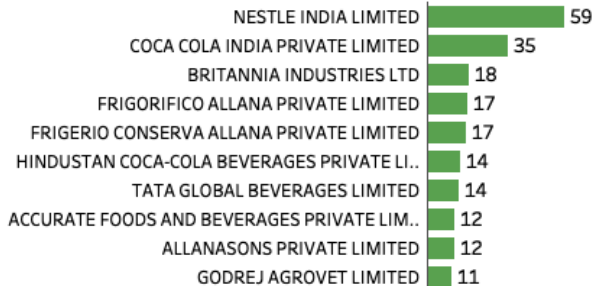 NESTLE INDIA LIMITED 59
COCA COLA INDIA PRIVATE LIMITED 35
BRITANNIA INDUSTRIES LTD 18
FRIGORIFICO ALLANA PRIVATE LIMITED 17
FRIGERIO CONSERVA ALLANA PRIVATE LIMITED 17
HINDUSTAN COCA-COLA BEVERAGES PRIVATE LI.. 14
TATA GLOBAL BEVERAGES LIMITED 14
ACCURATE FOODS AND BEVERAGES PRIVATE LIM.. 12
ALLANASONS PRIVATE LIMITED 12
GODREJ AGROVET LIMITED 11